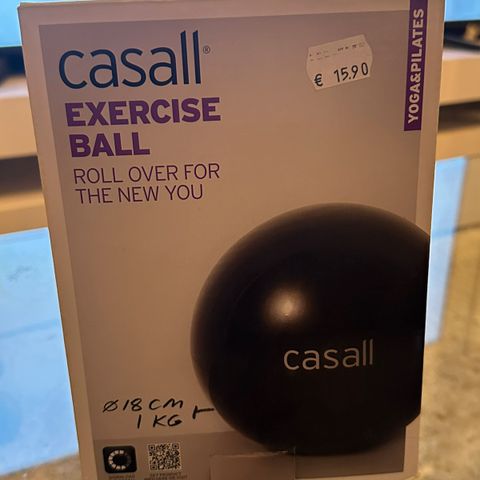 casall®
€ 15.90
YOGA&PILATES
EXERCISE
BALL
ROLL OVER FOR
THE NEW YOU
casall
Ø18 CM
1 KG